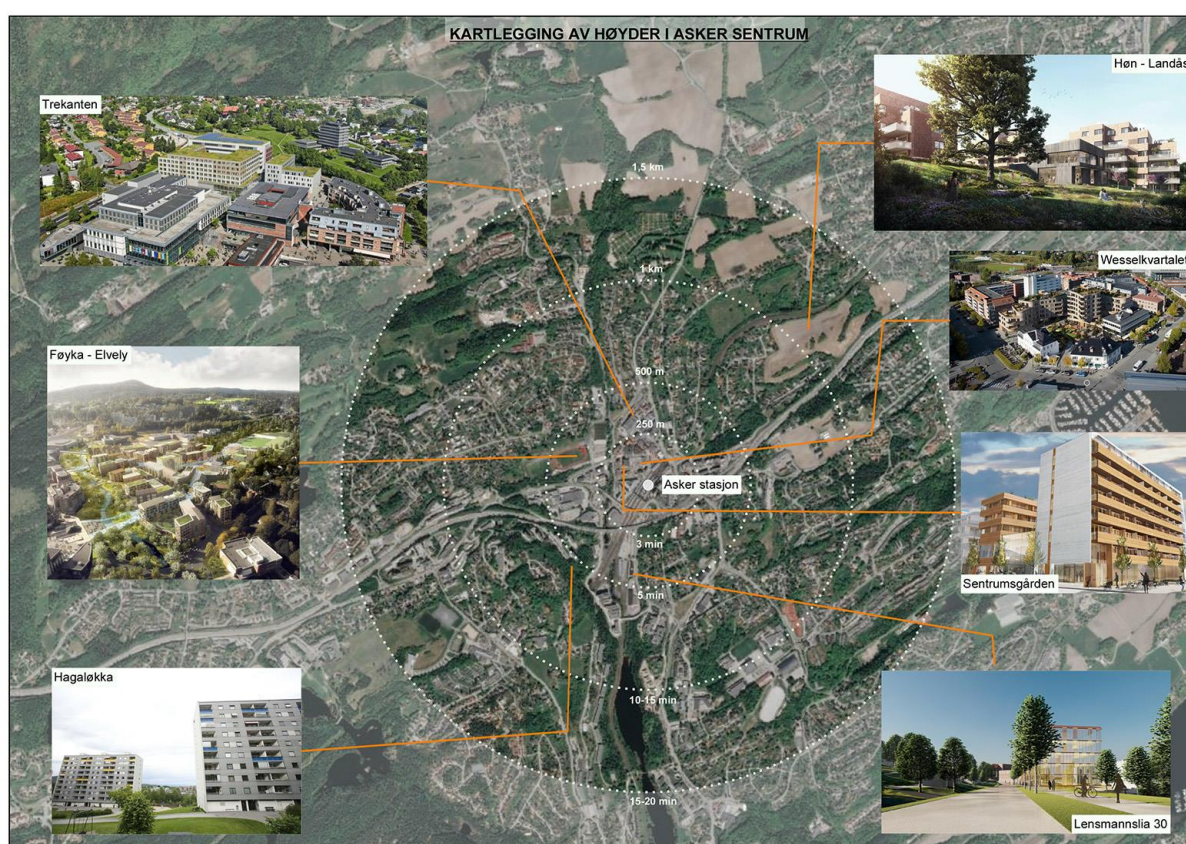 KARTLEGGING AV HØYDER I ASKER SENTRUM
Høn - Landås
Trekanten
1,5 km
Wesselkvartalet
1 km
Føyka - Elvely
500 m
250 m
Asker stasjon
3 min
Sentrumsgården
5 min
Hagaløkka
10-15 min
15-20 min
Lensmannslia 30